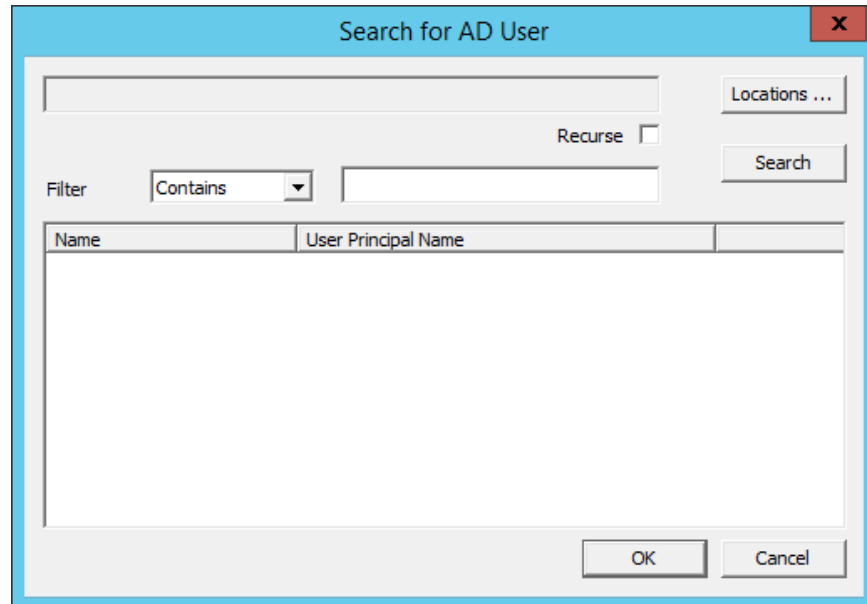 Search for AD User
x
Locations ...
Recurse
Search
Filter
Contains
Name
User Principal Name
OK
Cancel